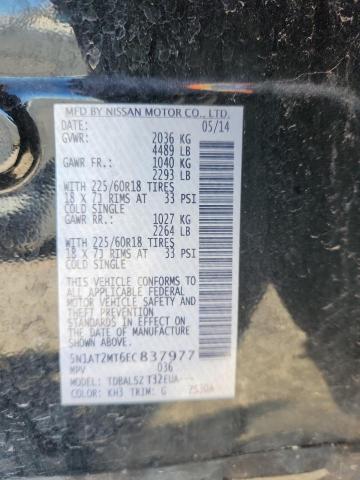 MFD BY NISSAN MOTOR CO., LTD.
DATE: 05/14
GVWR: 2036 KG
4489 LB
GAWR FR: 1040 KG
2293 LB
WITH 225/60R18 TIRES
18 X 7J RIMS AT 33 PSI
COLD SINGLE
GAWR RR: 1027 KG
2264 LB
WITH 225/60R18 TIRES
18 X 7J RIMS AT 33 PSI
COLD SINGLE
THIS VEHICLE CONFORMS TO ALL
APPLICABLE FEDERAL MOTOR
VEHICLE SAFETY, BUMPER, AND
THEFT PREVENTION STANDARDS
IN EFFECT ON THE DATE OF MANUFACTURE
SHOWN ABOVE.
5N1AT2MT6EC837977
MPV 036
MODEL: TDBALSZ T32EUA---
COLOR: KH3 TRIM: G 7530A